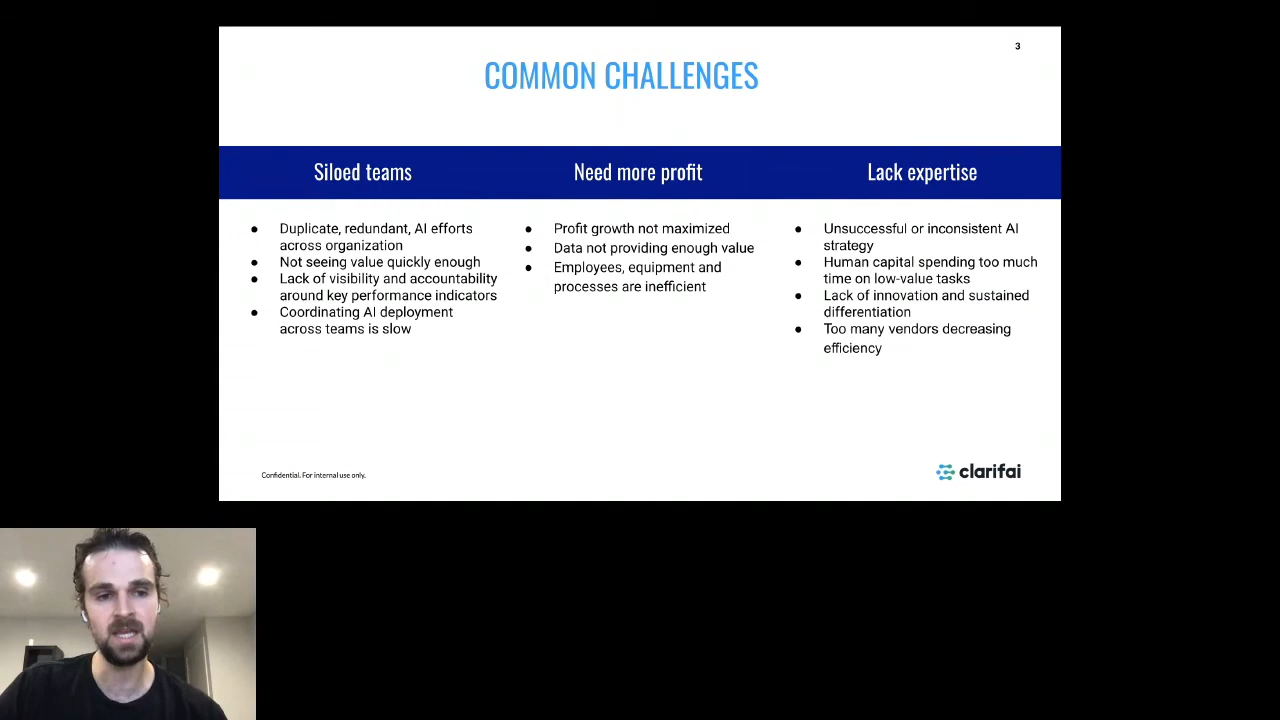 3
COMMON CHALLENGES
Siloed teams
Need more profit
Lack expertise
● Duplicate, redundant, AI efforts
across organization
● Not seeing value quickly enough
● Lack of visibility and accountability
around key performance indicators
● Coordinating AI deployment
across teams is slow
● Profit growth not maximized
● Data not providing enough value
● Employees, equipment and
processes are inefficient
● Unsuccessful or inconsistent AI
strategy
● Human capital spending too much
time on low-value tasks
● Lack of innovation and sustained
differentiation
● Too many vendors decreasing
efficiency
Confidential. For internal use only.
clarifai